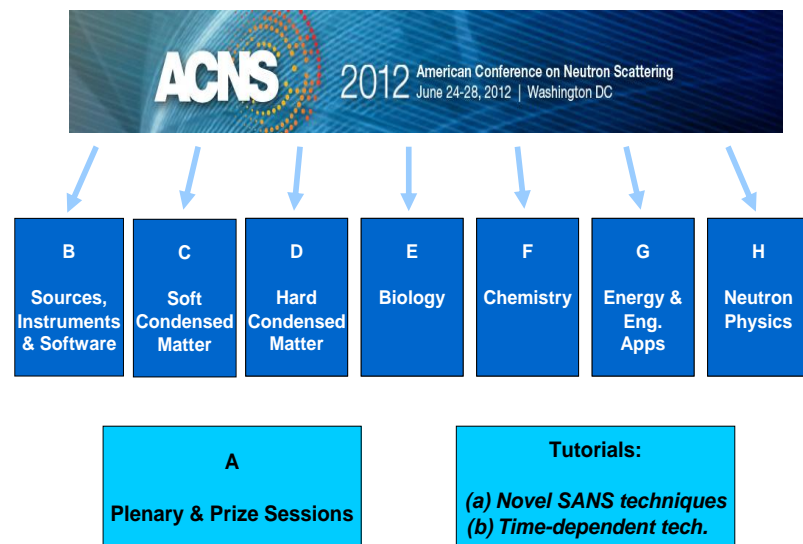 ACNS
2012
American Conference on Neutron Scattering
June 24-28, 2012 | Washington DC
B
Sources,
Instruments
& Software
C
Soft
Condensed
Matter
D
Hard
Condensed
Matter
E
Biology
F
Chemistry
G
Energy &
Eng.
Apps
H
Neutron
Physics
A
Plenary & Prize Sessions
Tutorials:
(a) Novel SANS techniques
(b) Time-dependent tech.